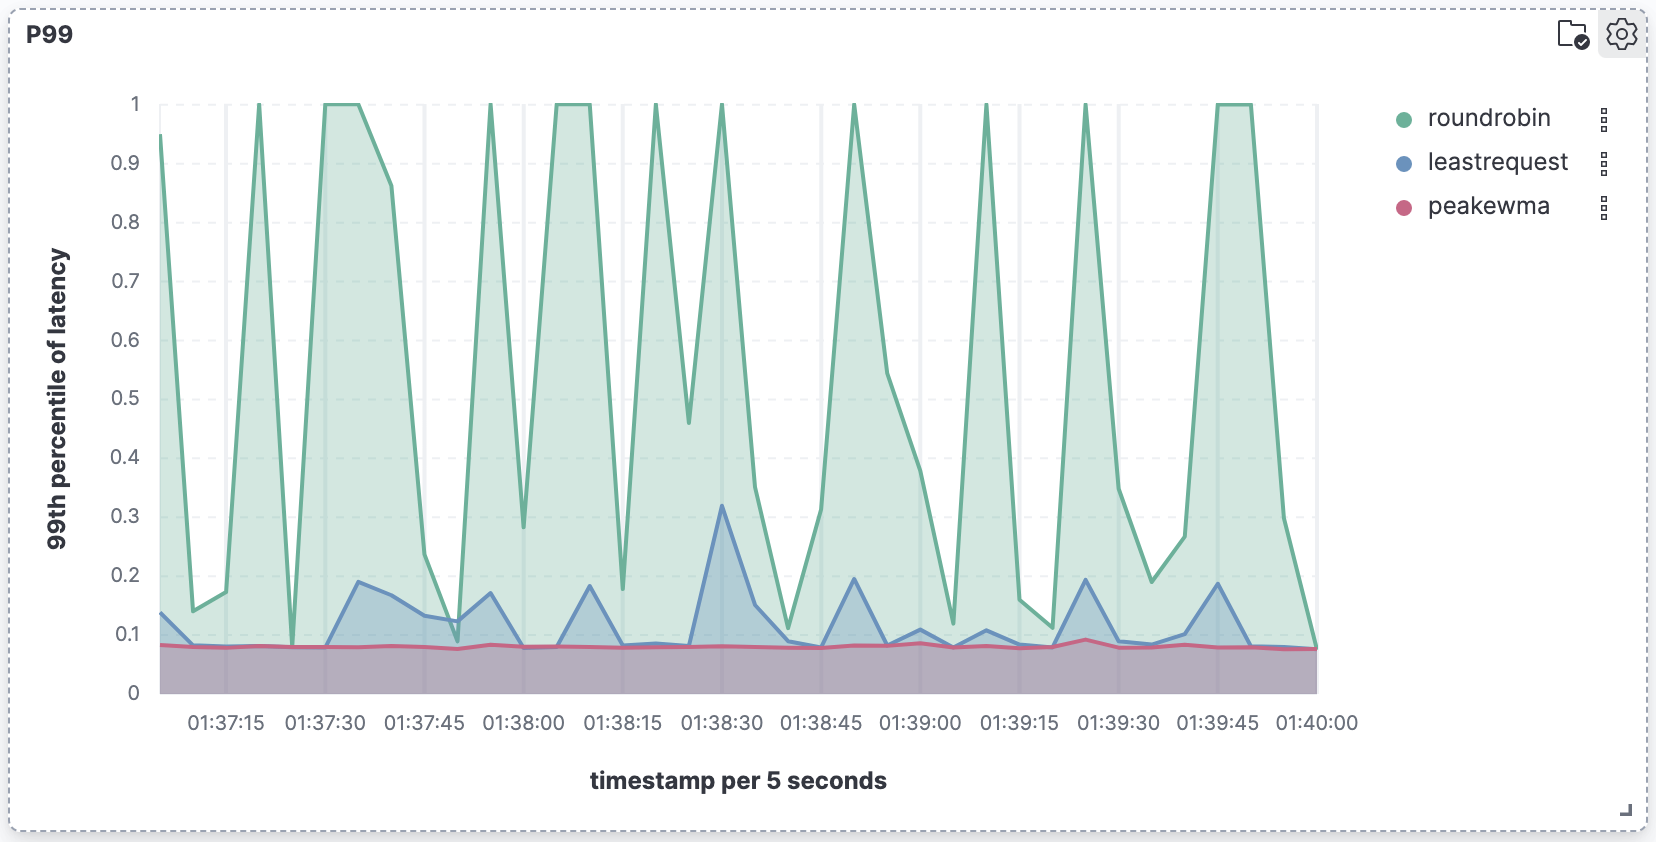 P99
1
0.9
0.8
0.7
0.6
0.5
0.4
0.3
0.2
0.1
0
99th percentile of latency
01:37:15 01:37:30 01:37:45 01:38:00 01:38:15 01:38:30 01:38:45 01:39:00 01:39:15 01:39:30 01:39:45 01:40:00
timestamp per 5 seconds
roundrobin
leastrequest
peakewma